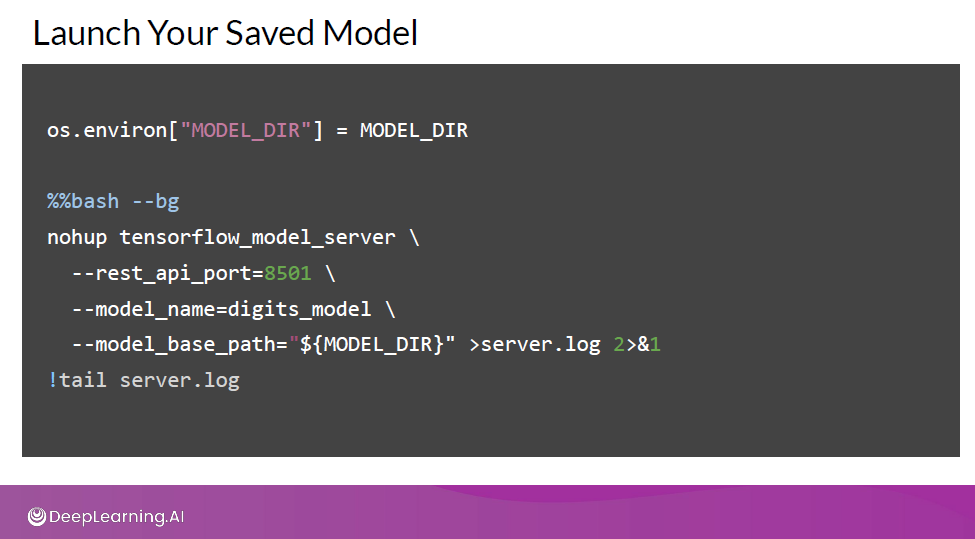 Launch Your Saved Model
os.environ["MODEL_DIR"] = MODEL_DIR
%%bash --bg
nohup tensorflow_model_server \
--rest_api_port=8501 \
--model_name=digits_model \
--model_base_path="${MODEL_DIR}" >server.log 2>&1
!tail server.log
DeepLearning.AI